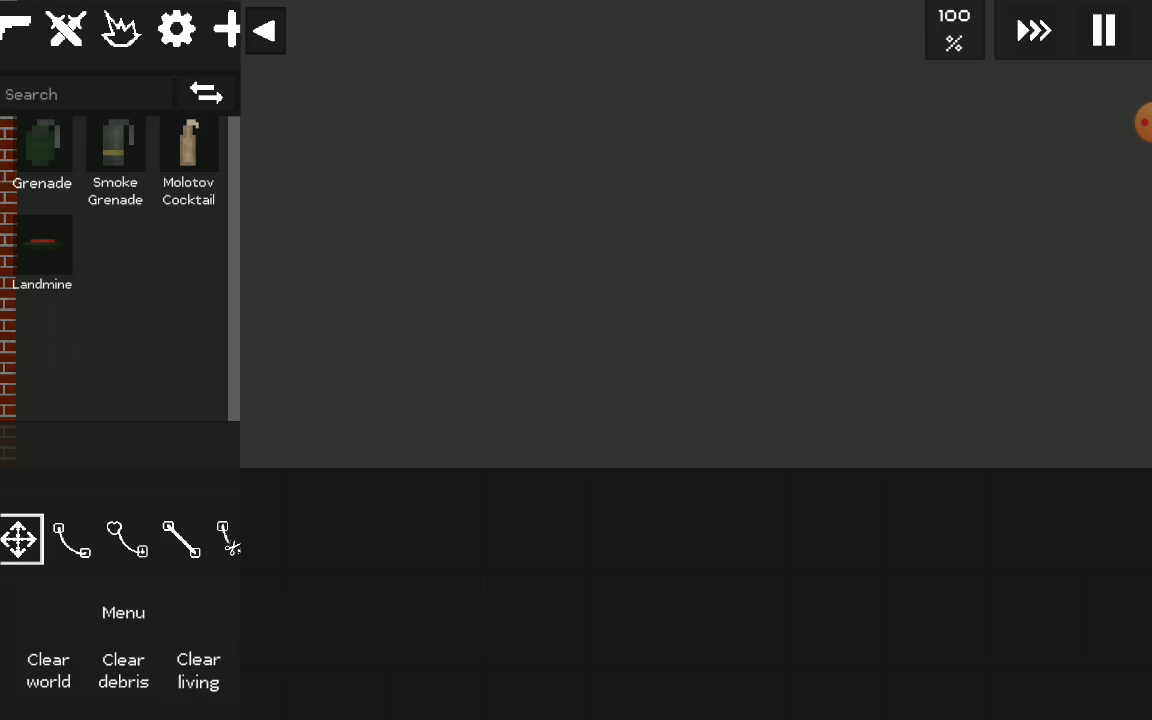 100
%
Search
Grenade
Smoke
Grenade
Molotov
Cocktail
Landmine
Menu
Clear
world
Clear
debris
Clear
living